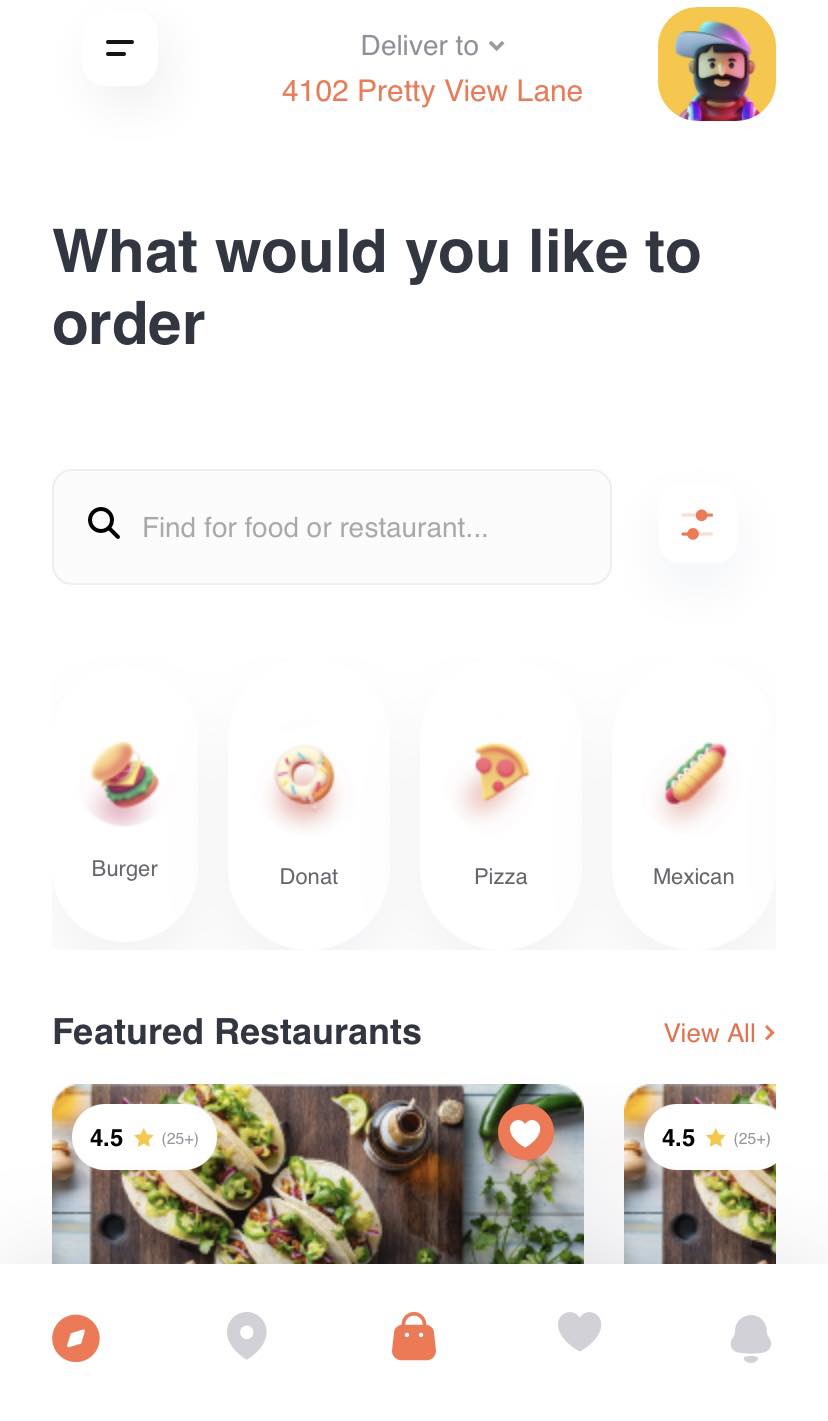 Deliver to
4102 Pretty View Lane
What would you like to
order
Find for food or restaurant...
Burger
Donat
Pizza
Mexican
Featured Restaurants
View All
4.5 (25+)
4.5 (25+)